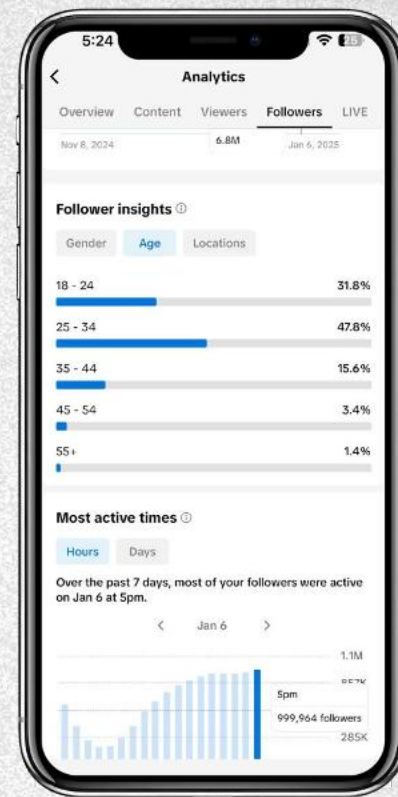 5:24
25
Analytics
Overview Content Viewers Followers LIVE
Nov 8, 2024 6.8M Jan 6, 2025
Follower insights
Gender Age Locations
18 - 24 31.8%
25 - 34 47.8%
35 - 44 15.6%
45 - 54 3.4%
55+ 1.4%
Most active times
Hours Days
Over the past 7 days, most of your followers were active
on Jan 6 at 5pm.
Jan 6
1.1M
5pm
999,964 followers
285K